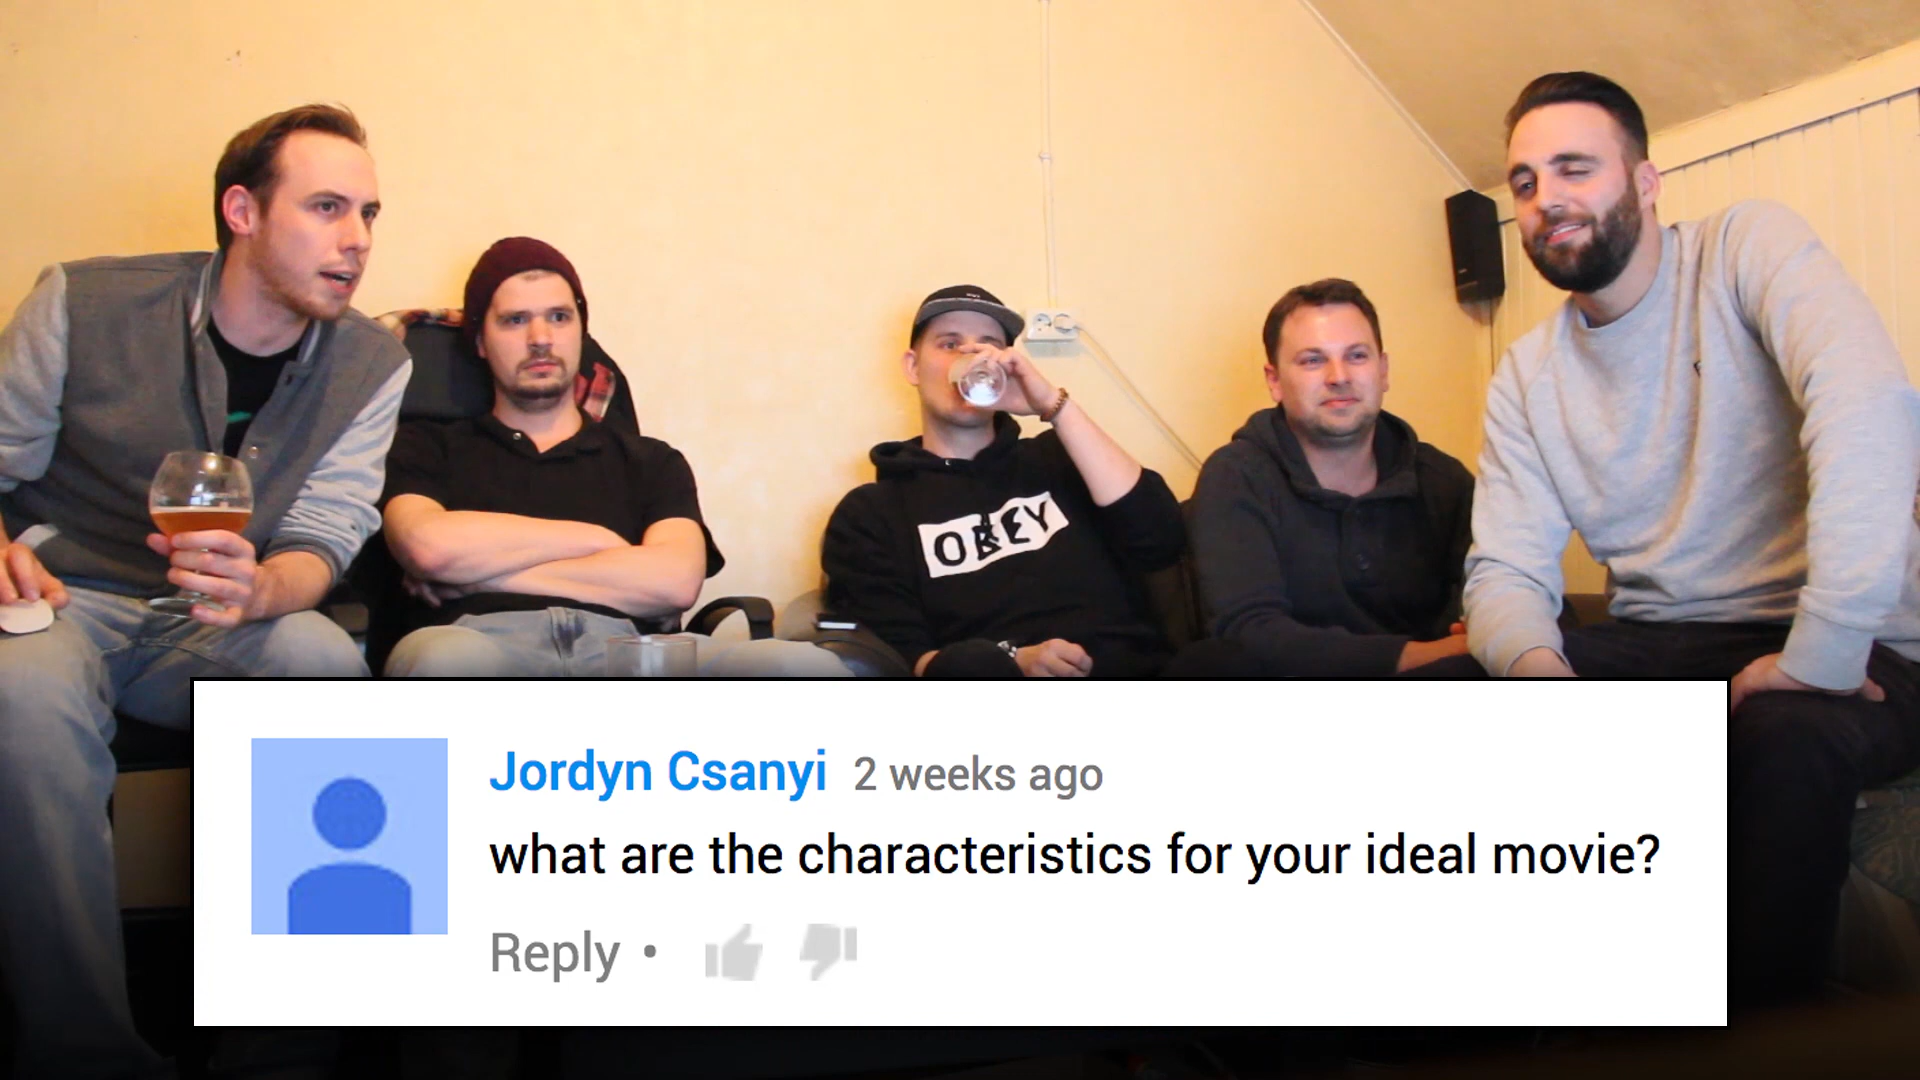 OBEY
Jordyn Csanyi 2 weeks ago
what are the characteristics for your ideal movie?
Reply •